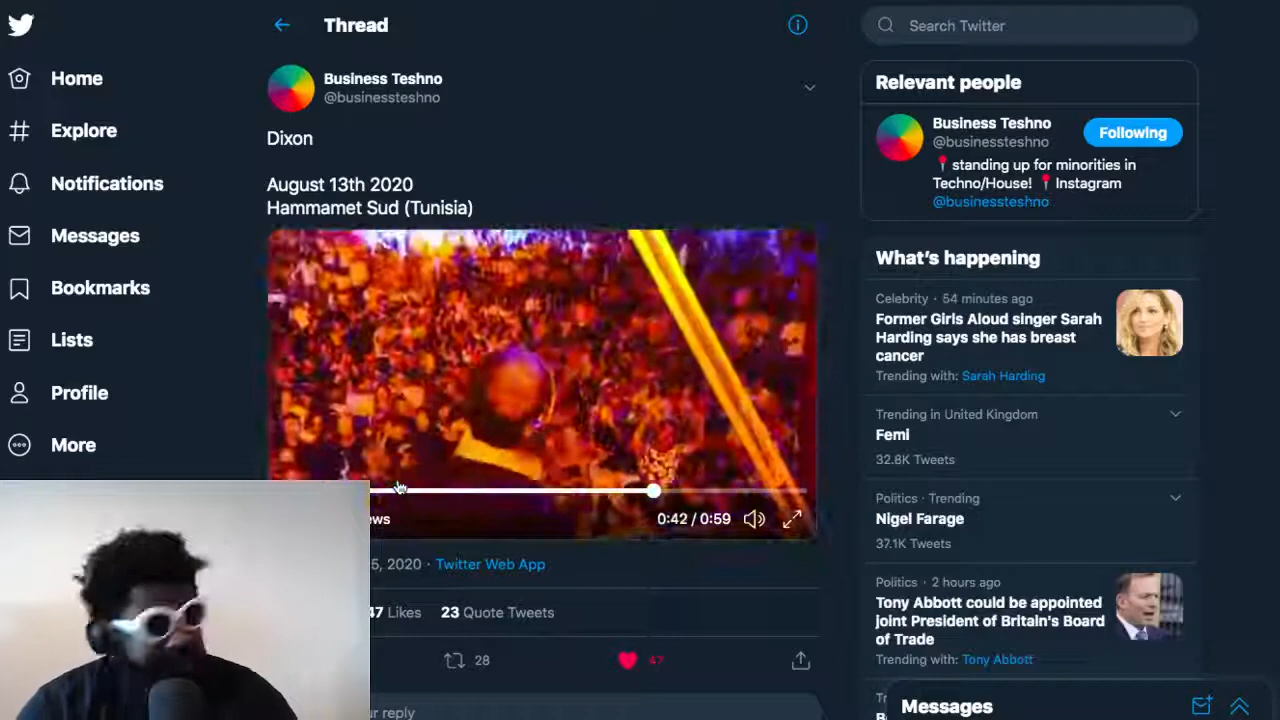 Home
Explore
Notifications
Messages
Bookmarks
Lists
Profile
More
Thread
Business Teshno
@businessteshno
Dixon
August 13th 2020
Hammamet Sud (Tunisia)
ews
0:42 / 0:59
5, 2020 · Twitter Web App
47 Likes 23 Quote Tweets
28
47
ur reply
Search Twitter
Relevant people
Business Teshno
@businessteshno
Following
📍standing up for minorities in
Techno/House! 📍Instagram
@businessteshno
What's happening
Celebrity · 54 minutes ago
Former Girls Aloud singer Sarah
Harding says she has breast
cancer
Trending with: Sarah Harding
Trending in United Kingdom
Femi
32.8K Tweets
Politics · Trending
Nigel Farage
37.1K Tweets
Politics · 2 hours ago
Tony Abbott could be appointed
joint President of Britain's Board
of Trade
Trending with: Tony Abbott
Messages